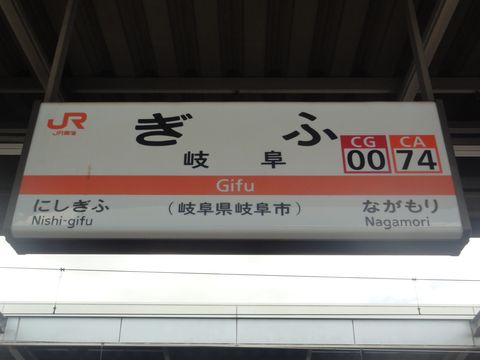 JR
JR東海
ぎふ
岐阜
CG
00
CA
74
Gifu
にしぎふ
Nishi-gifu
(岐阜県岐阜市)
ながもり
Nagamori